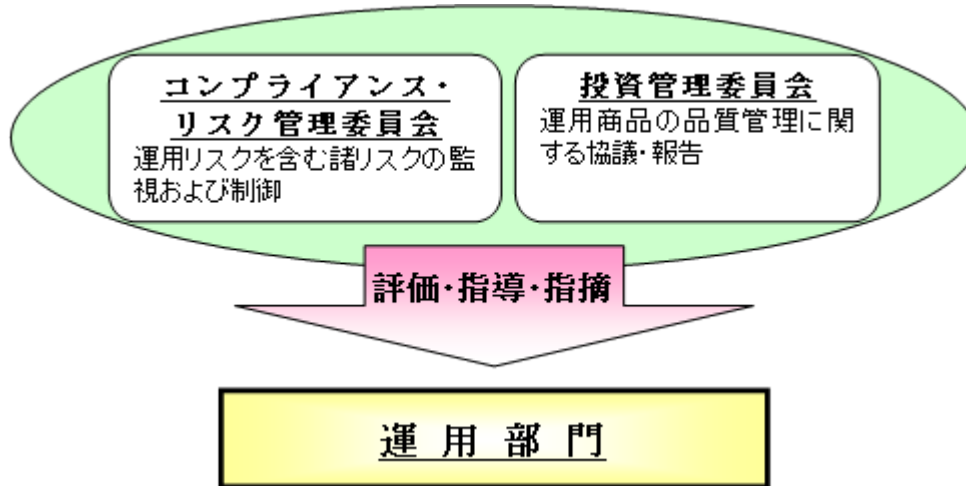 コンプライアンス・
リスク管理委員会
運用リスクを含む諸リスクの監
視および制御
投資管理委員会
運用商品の品質管理に関
する協議・報告
評価・指導・指摘
運用部門